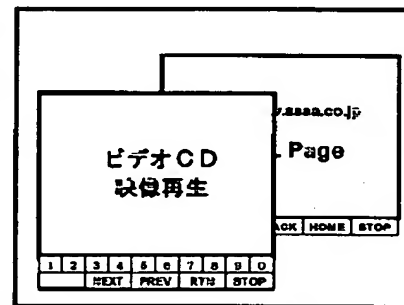 ビデオCD
映像再生
1 2 3 4 5 6 7 8 9 0
NEXT PREV RTN STOP
.assa.co.jp
Page
ACK HOME STOP